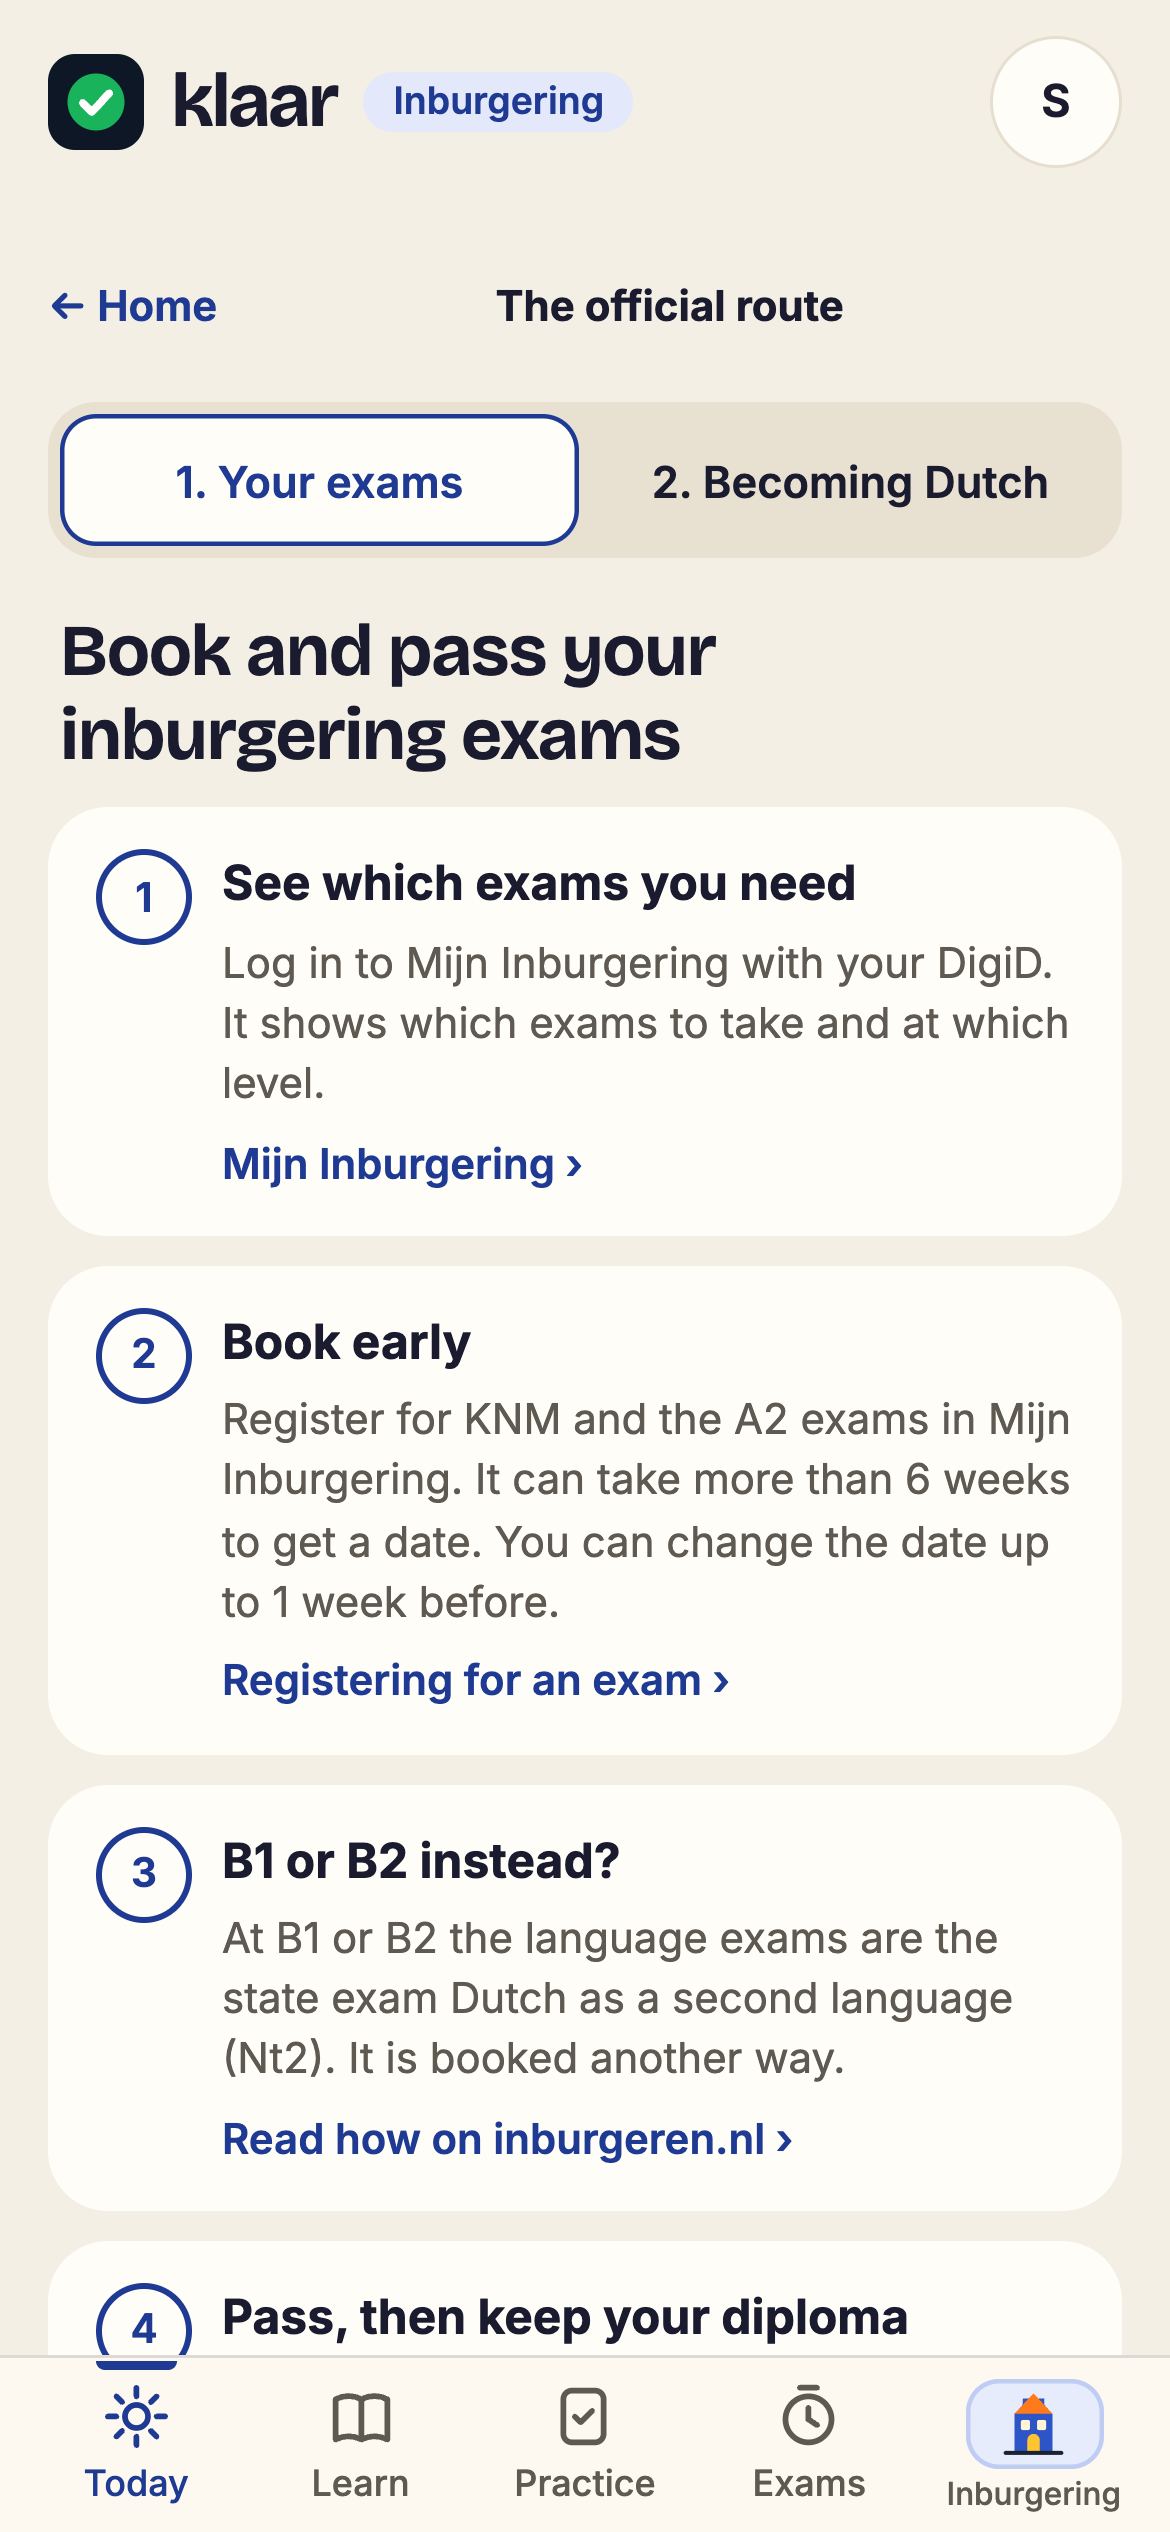 klaar
Inburgering
S
← Home
The official route
1. Your exams
2. Becoming Dutch
Book and pass your
inburgering exams
1
See which exams you need
Log in to Mijn Inburgering with your DigiD.
It shows which exams to take and at which
level.
Mijn Inburgering ›
2
Book early
Register for KNM and the A2 exams in Mijn
Inburgering. It can take more than 6 weeks
to get a date. You can change the date up
to 1 week before.
Registering for an exam ›
3
B1 or B2 instead?
At B1 or B2 the language exams are the
state exam Dutch as a second language
(Nt2). It is booked another way.
Read how on inburgeren.nl ›
4
Pass, then keep your diploma
Today
Learn
Practice
Exams
Inburgering